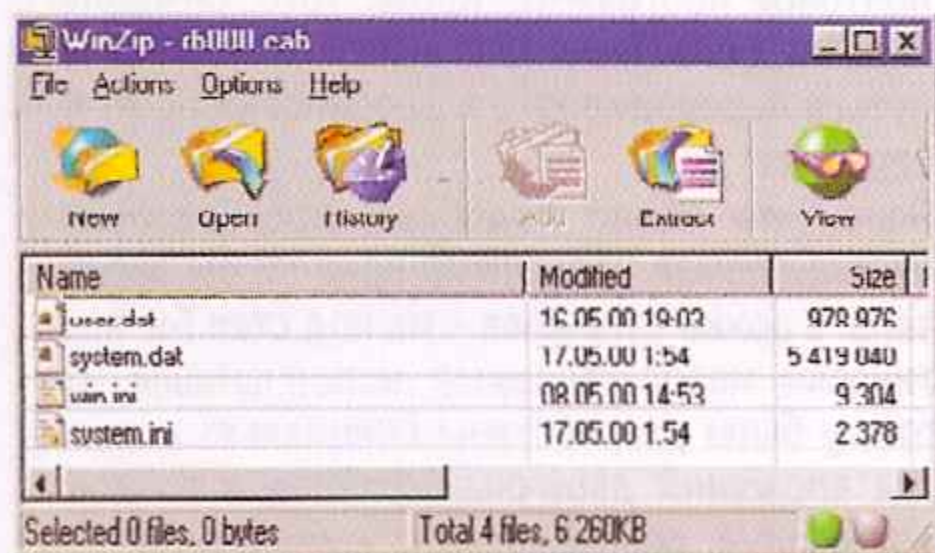 WinZip - rb000.cab
File Actions Options Help
New Open History Add Extract View
Name Modified Size
user.dat 16.05.00 19:03 978 976
system.dat 17.05.00 1:54 5 419 040
win.ini 08.05.00 14:53 9 304
system.ini 17.05.00 1:54 2 378
Selected 0 files, 0 bytes Total 4 files, 6 260KB